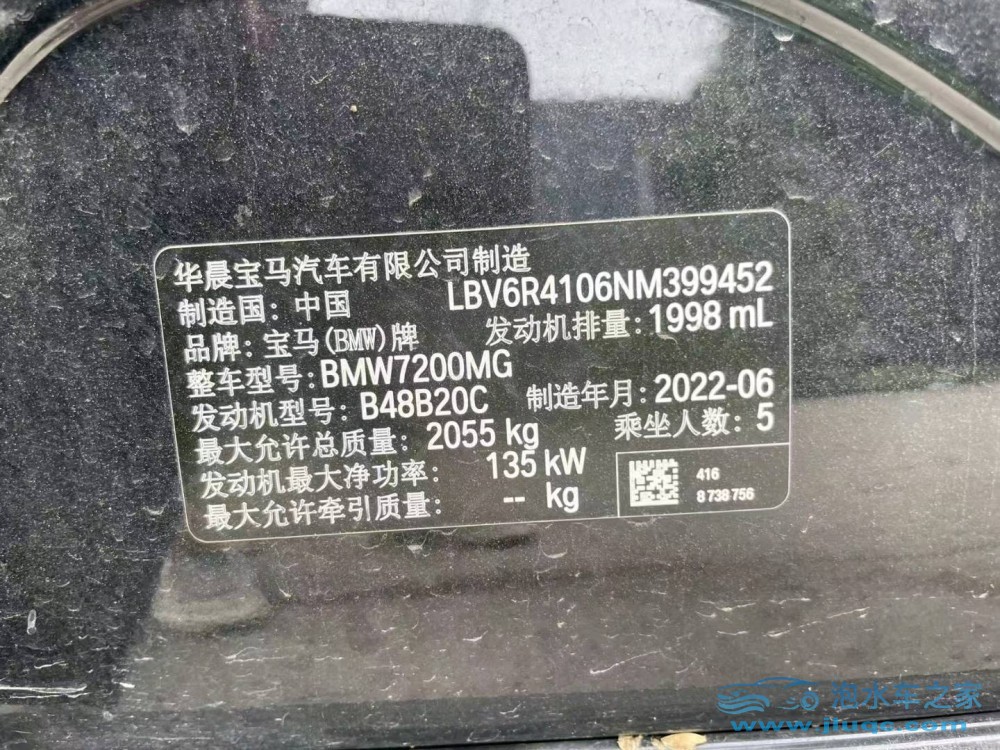 华晨宝马汽车有限公司制造
制造国：中国 LBV6R4106NM399452
品牌：宝马(BMW)牌 发动机排量：1998 mL
整车型号：BMW7200MG
发动机型号：B48B20C 制造年月：2022-06
最大允许总质量：2055 kg 乘坐人数：5
发动机最大净功率：135 kW
最大允许牵引质量：-- kg
416
8 738 756
泡水车之家